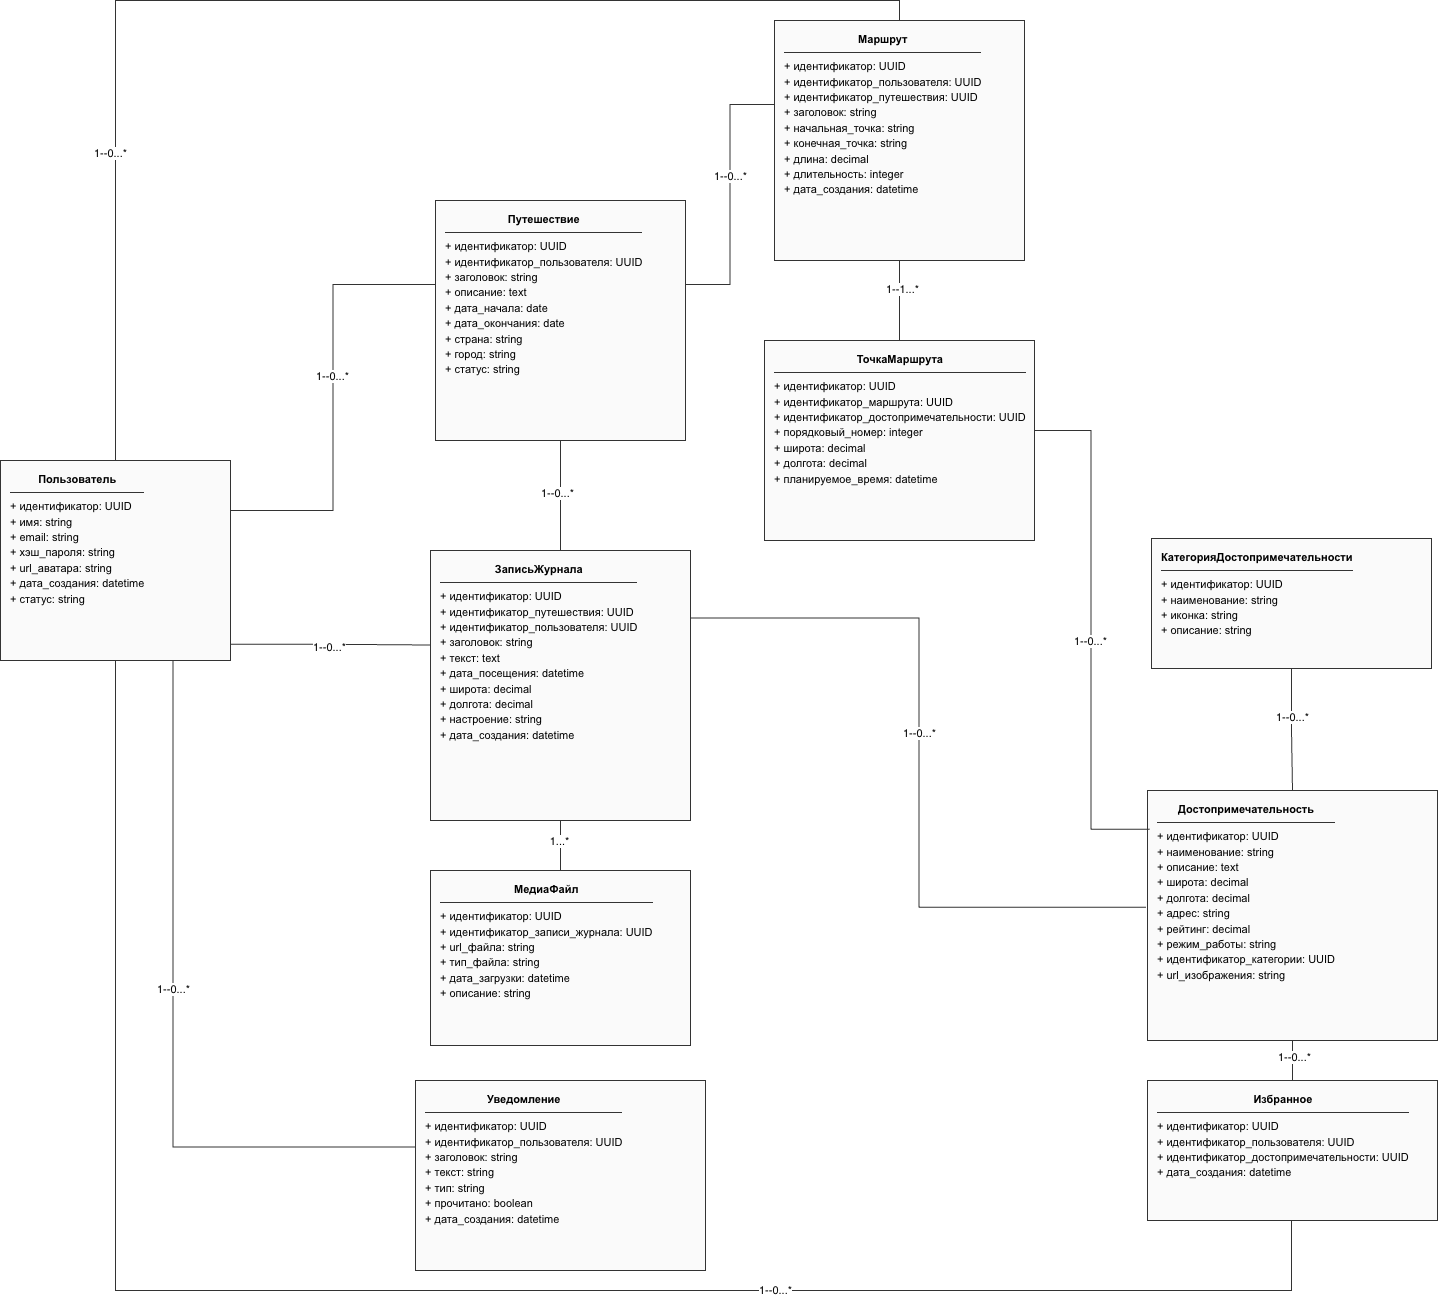 Маршрут
+ идентификатор: UUID
+ идентификатор_пользователя: UUID
+ идентификатор_путешествия: UUID
+ заголовок: string
+ начальная_точка: string
+ конечная_точка: string
+ длина: decimal
+ длительность: integer
+ дата_создания: datetime
1--0...*
1--0...*
Путешествие
+ идентификатор: UUID
+ идентификатор_пользователя: UUID
+ заголовок: string
+ описание: text
+ дата_начала: date
+ дата_окончания: date
+ страна: string
+ город: string
+ статус: string
1--1...*
ТочкаМаршрута
+ идентификатор: UUID
+ идентификатор_маршрута: UUID
+ идентификатор_достопримечательности: UUID
+ порядковый_номер: integer
+ широта: decimal
+ долгота: decimal
+ планируемое_время: datetime
1--0...*
Пользователь
+ идентификатор: UUID
+ имя: string
+ email: string
+ хэш_пароля: string
+ url_аватара: string
+ дата_создания: datetime
+ статус: string
1--0...*
ЗаписьЖурнала
+ идентификатор: UUID
+ идентификатор_путешествия: UUID
+ идентификатор_пользователя: UUID
+ заголовок: string
+ текст: text
+ дата_посещения: datetime
+ широта: decimal
+ долгота: decimal
+ настроение: string
+ дата_создания: datetime
КатегорияДостопримечательности
+ идентификатор: UUID
+ наименование: string
+ иконка: string
+ описание: string
1--0...*
1--0...*
1--0...*
1--0...*
Достопримечательность
+ идентификатор: UUID
+ наименование: string
+ описание: text
+ широта: decimal
+ долгота: decimal
+ адрес: string
+ рейтинг: decimal
+ режим_работы: string
+ идентификатор_категории: UUID
+ url_изображения: string
1...*
МедиаФайл
+ идентификатор: UUID
+ идентификатор_записи_журнала: UUID
+ url_файла: string
+ тип_файла: string
+ дата_загрузки: datetime
+ описание: string
1--0...*
1--0...*
Уведомление
+ идентификатор: UUID
+ идентификатор_пользователя: UUID
+ заголовок: string
+ текст: string
+ тип: string
+ прочитано: boolean
+ дата_создания: datetime
Избранное
+ идентификатор: UUID
+ идентификатор_пользователя: UUID
+ идентификатор_достопримечательности: UUID
+ дата_создания: datetime
1--0...*